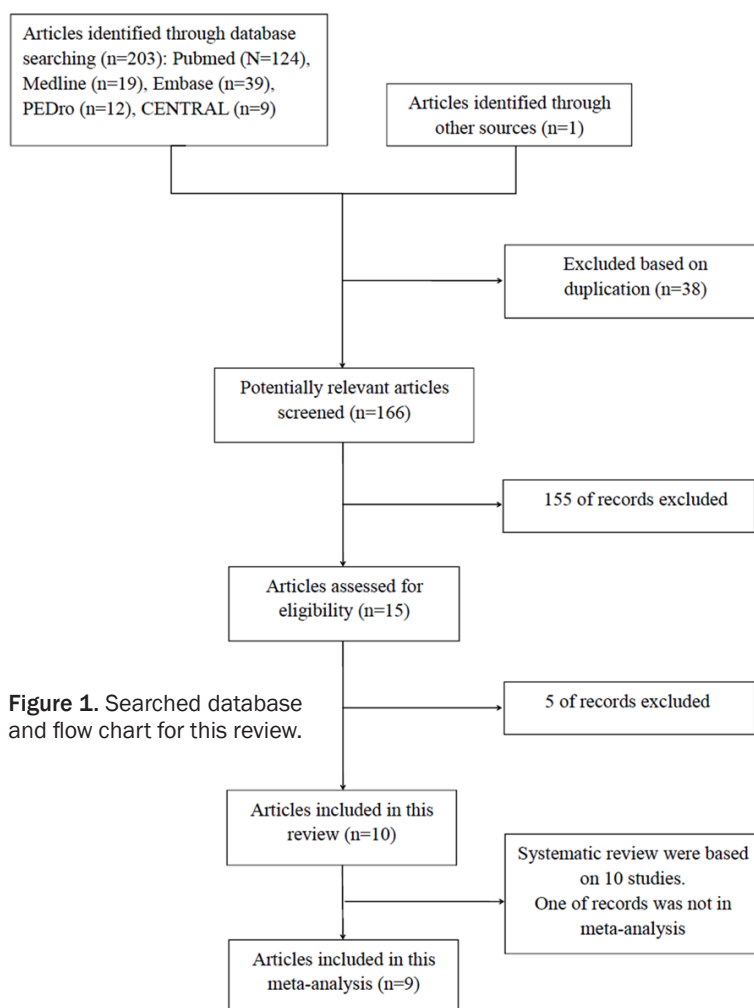 Articles identified through database
searching (n=203): Pubmed (N=124),
Medline (n=19), Embase (n=39),
PEDro (n=12), CENTRAL (n=9)
Articles identified through
other sources (n=1)
Excluded based on
duplication (n=38)
Potentially relevant articles
screened (n=166)
155 of records excluded
Articles assessed for
eligibility (n=15)
5 of records excluded
Figure 1. Searched database
and flow chart for this review.
Articles included in this
review (n=10)
Systematic review were based
on 10 studies.
One of records was not in
meta-analysis
Articles included in this
meta-analysis (n=9)